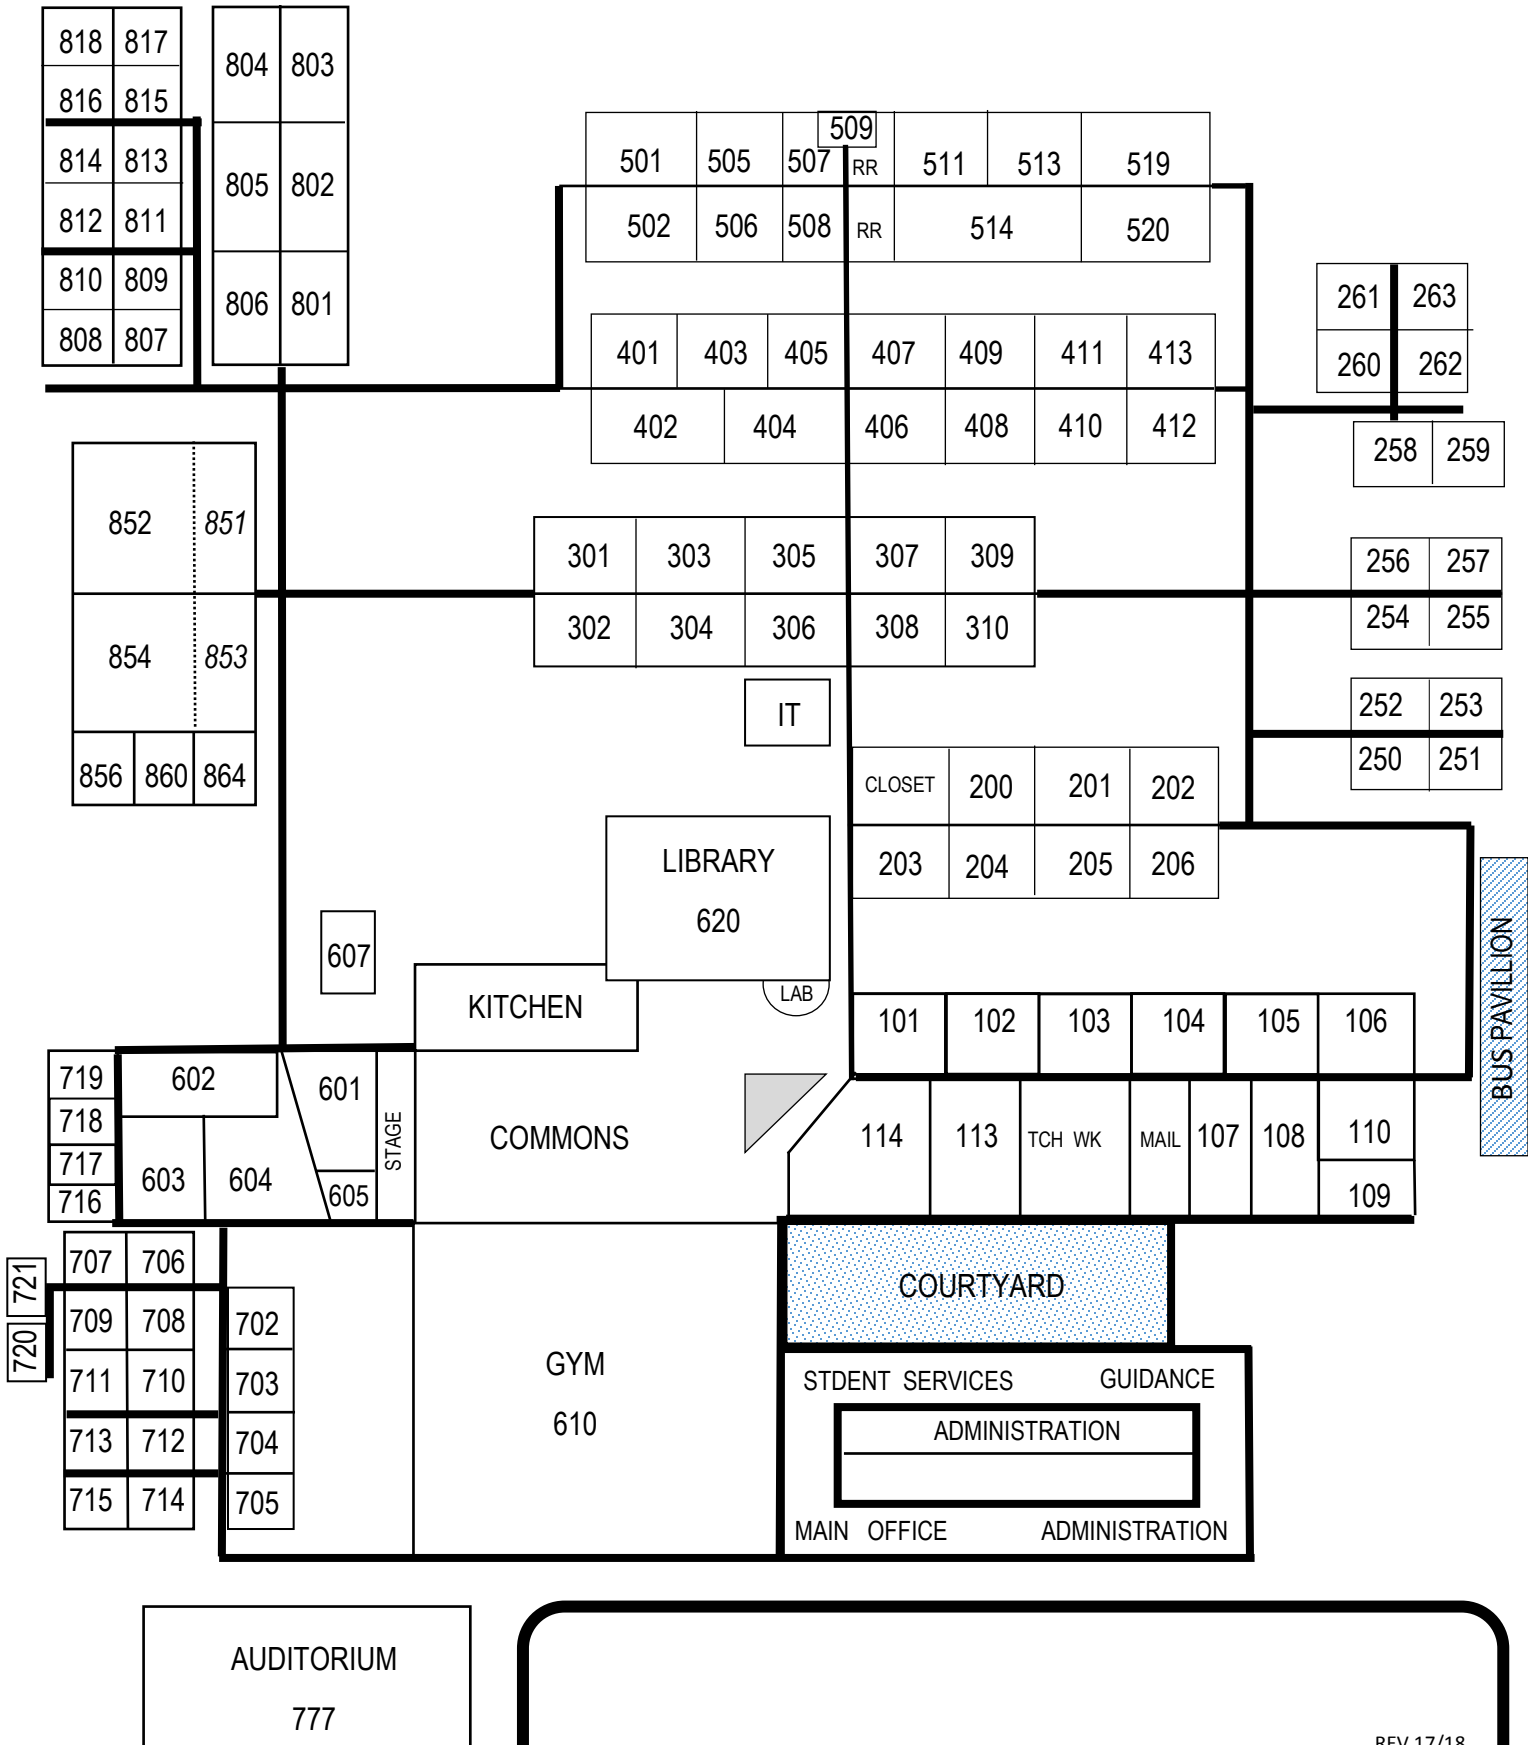 818 817
804 803
816 815
509
501 505 507 RR 511 513 519
814 813
805 802
812 811
502 506 508 RR 514 520
810 809
806 801
261 263
808 807
401 403 405 407 409 411 413
260 262
402 404 406 408 410 412
258 259
852 851
301 303 305 307 309
256 257
302 304 306 308 310
254 255
854 853
IT
252 253
856 860 864
CLOSET 200 201 202
250 251
LIBRARY
203 204 205 206
620
607
KITCHEN
LAB
BUS PAVILLION
101 102 103 104 105 106
719
602
601
718
STAGE
COMMONS
114 113 TCH WK MAIL 107 108 110
717
603 604 605
716
109
707 706
721
COURTYARD
709 708
702
720
GYM
STDENT SERVICES GUIDANCE
711 710
703
610
ADMINISTRATION
713 712
704
715 714
705
MAIN OFFICE ADMINISTRATION
AUDITORIUM
777
REV 17/18